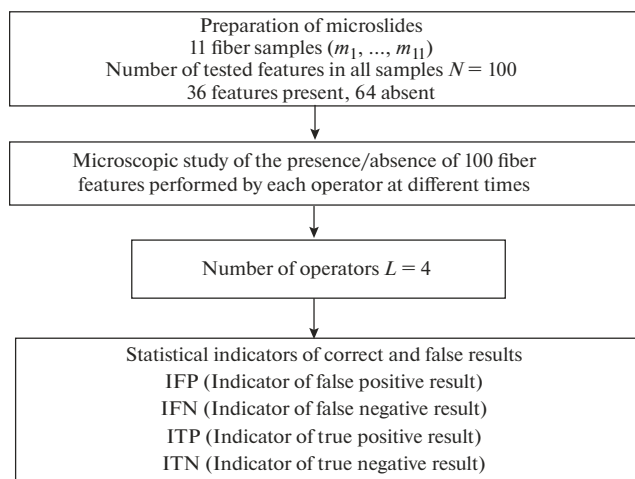 Preparation of microslides
11 fiber samples (m₁, ..., m₁₁)
Number of tested features in all samples N = 100
36 features present, 64 absent
Microscopic study of the presence/absence of 100 fiber
features performed by each operator at different times
Number of operators L = 4
Statistical indicators of correct and false results
IFP (Indicator of false positive result)
IFN (Indicator of false negative result)
ITP (Indicator of true positive result)
ITN (Indicator of true negative result)